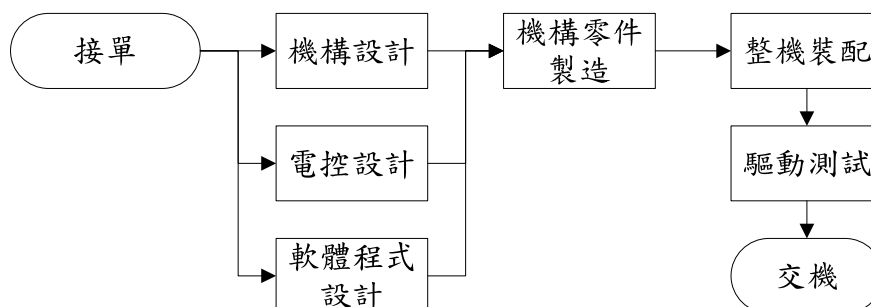 接單
機構設計
機構零件
製造
整機裝配
電控設計
驅動測試
軟體程式
設計
交機